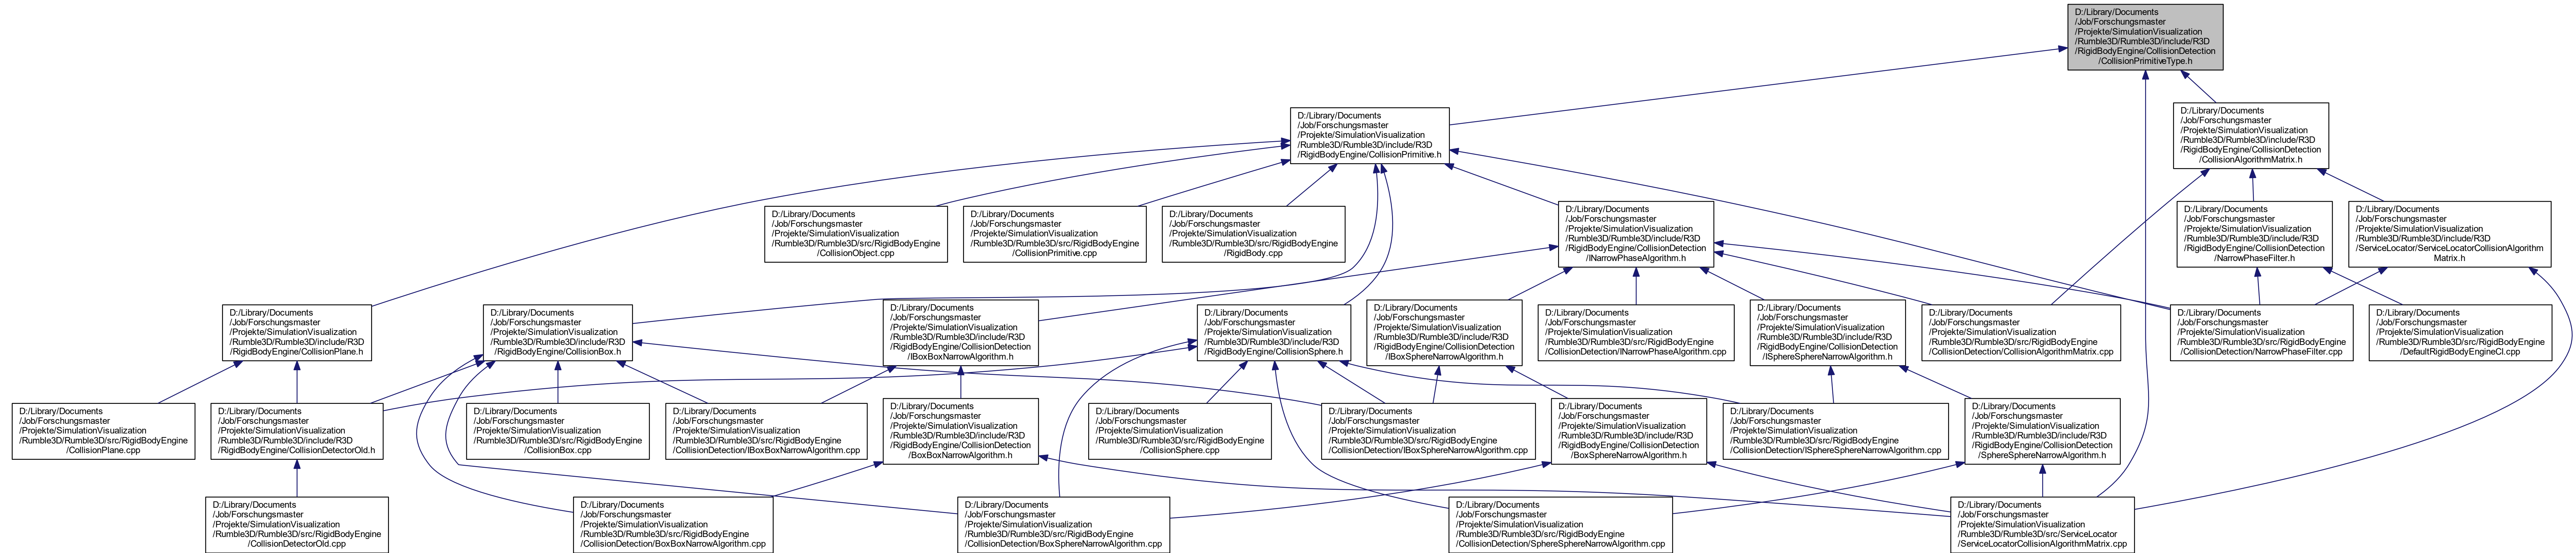 D:/Library/Documents
/Job/Forschungsmaster
/Projekte/SimulationVisualization
/Rumble3D/Rumble3D/include/R3D
/RigidBodyEngine/CollisionDetection
/CollisionPrimitiveType.h
D:/Library/Documents
/Job/Forschungsmaster
/Projekte/SimulationVisualization
/Rumble3D/Rumble3D/include/R3D
/RigidBodyEngine/CollisionPrimitive.h
D:/Library/Documents
/Job/Forschungsmaster
/Projekte/SimulationVisualization
/Rumble3D/Rumble3D/include/R3D
/RigidBodyEngine/CollisionDetection
/CollisionAlgorithmMatrix.h
D:/Library/Documents
/Job/Forschungsmaster
/Projekte/SimulationVisualization
/Rumble3D/Rumble3D/src/RigidBodyEngine
/CollisionObject.cpp
D:/Library/Documents
/Job/Forschungsmaster
/Projekte/SimulationVisualization
/Rumble3D/Rumble3D/src/RigidBodyEngine
/CollisionPrimitive.cpp
D:/Library/Documents
/Job/Forschungsmaster
/Projekte/SimulationVisualization
/Rumble3D/Rumble3D/src/RigidBodyEngine
/RigidBody.cpp
D:/Library/Documents
/Job/Forschungsmaster
/Projekte/SimulationVisualization
/Rumble3D/Rumble3D/include/R3D
/RigidBodyEngine/CollisionDetection
/INarrowPhaseAlgorithm.h
D:/Library/Documents
/Job/Forschungsmaster
/Projekte/SimulationVisualization
/Rumble3D/Rumble3D/include/R3D
/RigidBodyEngine/CollisionDetection
/NarrowPhaseFilter.h
D:/Library/Documents
/Job/Forschungsmaster
/Projekte/SimulationVisualization
/Rumble3D/Rumble3D/include/R3D
/ServiceLocator/ServiceLocatorCollisionAlgorithm
Matrix.h
D:/Library/Documents
/Job/Forschungsmaster
/Projekte/SimulationVisualization
/Rumble3D/Rumble3D/include/R3D
/RigidBodyEngine/CollisionPlane.h
D:/Library/Documents
/Job/Forschungsmaster
/Projekte/SimulationVisualization
/Rumble3D/Rumble3D/include/R3D
/RigidBodyEngine/CollisionBox.h
D:/Library/Documents
/Job/Forschungsmaster
/Projekte/SimulationVisualization
/Rumble3D/Rumble3D/include/R3D
/RigidBodyEngine/CollisionDetection
/IBoxBoxNarrowAlgorithm.h
D:/Library/Documents
/Job/Forschungsmaster
/Projekte/SimulationVisualization
/Rumble3D/Rumble3D/include/R3D
/RigidBodyEngine/CollisionSphere.h
D:/Library/Documents
/Job/Forschungsmaster
/Projekte/SimulationVisualization
/Rumble3D/Rumble3D/include/R3D
/RigidBodyEngine/CollisionDetection
/IBoxSphereNarrowAlgorithm.h
D:/Library/Documents
/Job/Forschungsmaster
/Projekte/SimulationVisualization
/Rumble3D/Rumble3D/src/RigidBodyEngine
/CollisionDetection/INarrowPhaseAlgorithm.cpp
D:/Library/Documents
/Job/Forschungsmaster
/Projekte/SimulationVisualization
/Rumble3D/Rumble3D/include/R3D
/RigidBodyEngine/CollisionDetection
/ISphereSphereNarrowAlgorithm.h
D:/Library/Documents
/Job/Forschungsmaster
/Projekte/SimulationVisualization
/Rumble3D/Rumble3D/src/RigidBodyEngine
/CollisionDetection/CollisionAlgorithmMatrix.cpp
D:/Library/Documents
/Job/Forschungsmaster
/Projekte/SimulationVisualization
/Rumble3D/Rumble3D/src/RigidBodyEngine
/CollisionDetection/NarrowPhaseFilter.cpp
D:/Library/Documents
/Job/Forschungsmaster
/Projekte/SimulationVisualization
/Rumble3D/Rumble3D/src/RigidBodyEngine
/DefaultRigidBodyEngineCI.cpp
D:/Library/Documents
/Job/Forschungsmaster
/Projekte/SimulationVisualization
/Rumble3D/Rumble3D/src/RigidBodyEngine
/CollisionPlane.cpp
D:/Library/Documents
/Job/Forschungsmaster
/Projekte/SimulationVisualization
/Rumble3D/Rumble3D/include/R3D
/RigidBodyEngine/CollisionDetectorOld.h
D:/Library/Documents
/Job/Forschungsmaster
/Projekte/SimulationVisualization
/Rumble3D/Rumble3D/src/RigidBodyEngine
/CollisionBox.cpp
D:/Library/Documents
/Job/Forschungsmaster
/Projekte/SimulationVisualization
/Rumble3D/Rumble3D/src/RigidBodyEngine
/CollisionDetection/IBoxBoxNarrowAlgorithm.cpp
D:/Library/Documents
/Job/Forschungsmaster
/Projekte/SimulationVisualization
/Rumble3D/Rumble3D/include/R3D
/RigidBodyEngine/CollisionDetection
/BoxBoxNarrowAlgorithm.h
D:/Library/Documents
/Job/Forschungsmaster
/Projekte/SimulationVisualization
/Rumble3D/Rumble3D/src/RigidBodyEngine
/CollisionSphere.cpp
D:/Library/Documents
/Job/Forschungsmaster
/Projekte/SimulationVisualization
/Rumble3D/Rumble3D/src/RigidBodyEngine
/CollisionDetection/IBoxSphereNarrowAlgorithm.cpp
D:/Library/Documents
/Job/Forschungsmaster
/Projekte/SimulationVisualization
/Rumble3D/Rumble3D/include/R3D
/RigidBodyEngine/CollisionDetection
/BoxSphereNarrowAlgorithm.h
D:/Library/Documents
/Job/Forschungsmaster
/Projekte/SimulationVisualization
/Rumble3D/Rumble3D/src/RigidBodyEngine
/CollisionDetection/ISphereSphereNarrowAlgorithm.cpp
D:/Library/Documents
/Job/Forschungsmaster
/Projekte/SimulationVisualization
/Rumble3D/Rumble3D/include/R3D
/RigidBodyEngine/CollisionDetection
/SphereSphereNarrowAlgorithm.h
D:/Library/Documents
/Job/Forschungsmaster
/Projekte/SimulationVisualization
/Rumble3D/Rumble3D/src/RigidBodyEngine
/CollisionDetectorOld.cpp
D:/Library/Documents
/Job/Forschungsmaster
/Projekte/SimulationVisualization
/Rumble3D/Rumble3D/src/RigidBodyEngine
/CollisionDetection/BoxBoxNarrowAlgorithm.cpp
D:/Library/Documents
/Job/Forschungsmaster
/Projekte/SimulationVisualization
/Rumble3D/Rumble3D/src/RigidBodyEngine
/CollisionDetection/BoxSphereNarrowAlgorithm.cpp
D:/Library/Documents
/Job/Forschungsmaster
/Projekte/SimulationVisualization
/Rumble3D/Rumble3D/src/RigidBodyEngine
/CollisionDetection/SphereSphereNarrowAlgorithm.cpp
D:/Library/Documents
/Job/Forschungsmaster
/Projekte/SimulationVisualization
/Rumble3D/Rumble3D/src/ServiceLocator
/ServiceLocatorCollisionAlgorithmMatrix.cpp